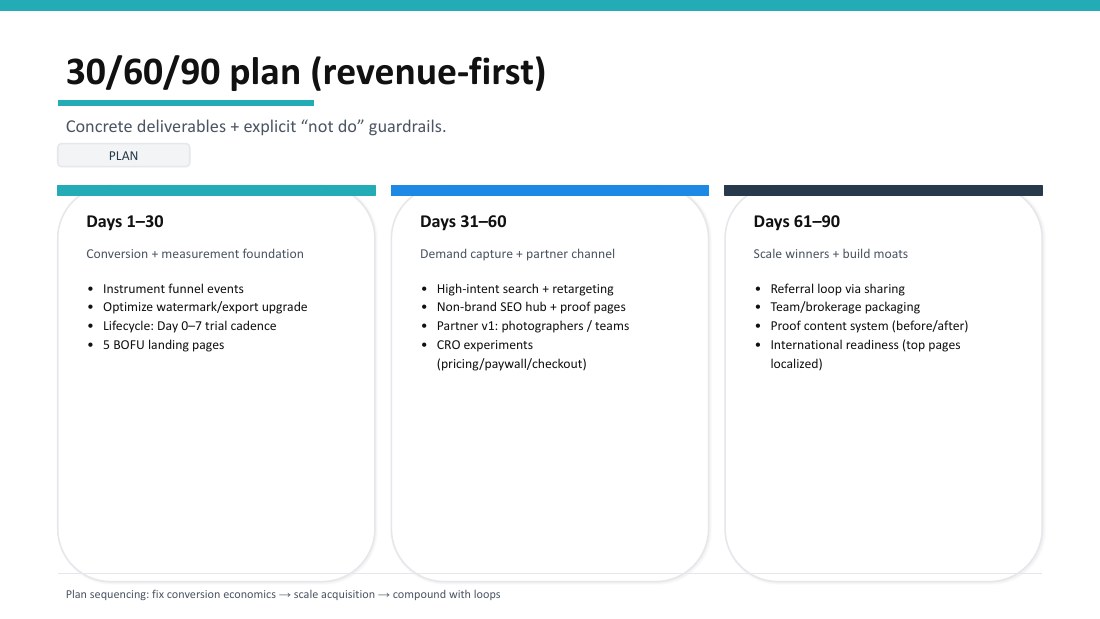 30/60/90 plan (revenue-first)
Concrete deliverables + explicit “not do” guardrails.
PLAN
Days 1–30
Conversion + measurement foundation
• Instrument funnel events
• Optimize watermark/export upgrade
• Lifecycle: Day 0–7 trial cadence
• 5 BOFU landing pages
Days 31–60
Demand capture + partner channel
• High-intent search + retargeting
• Non-brand SEO hub + proof pages
• Partner v1: photographers / teams
• CRO experiments
(pricing/paywall/checkout)
Days 61–90
Scale winners + build moats
• Referral loop via sharing
• Team/brokerage packaging
• Proof content system (before/after)
• International readiness (top pages
localized)
Plan sequencing: fix conversion economics → scale acquisition → compound with loops